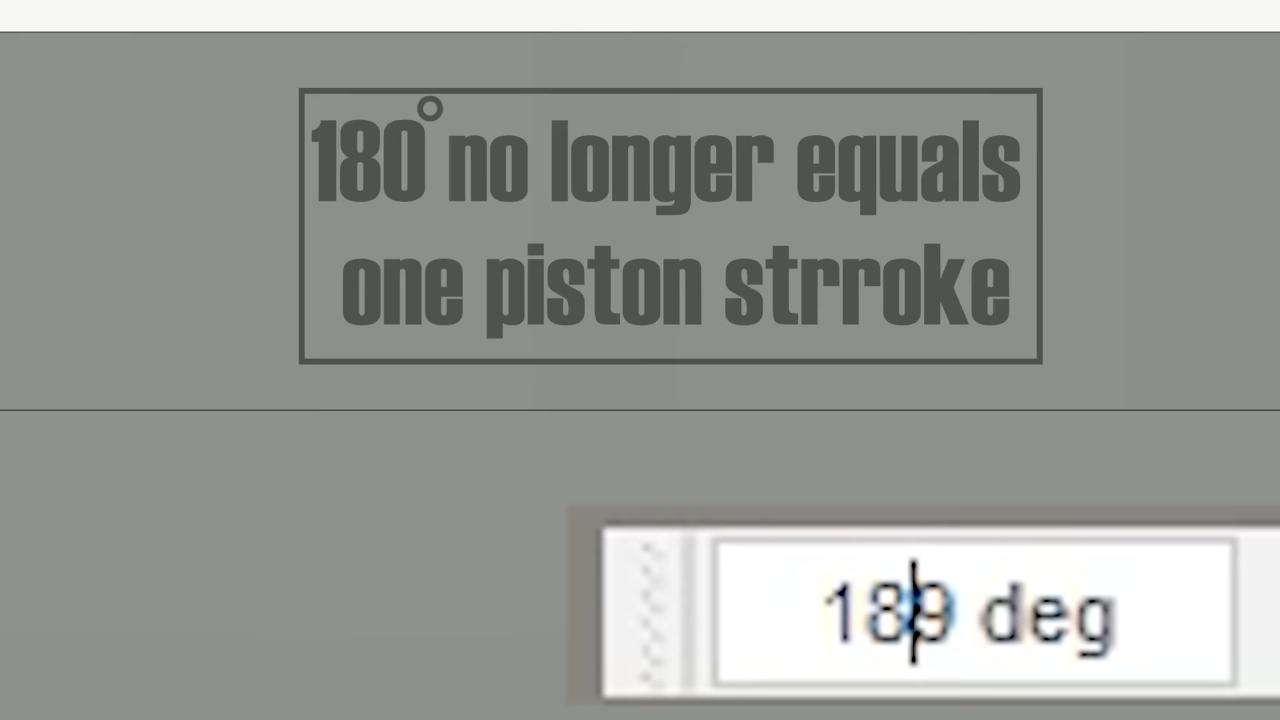 180° no longer equals
one piston strroke
189 deg